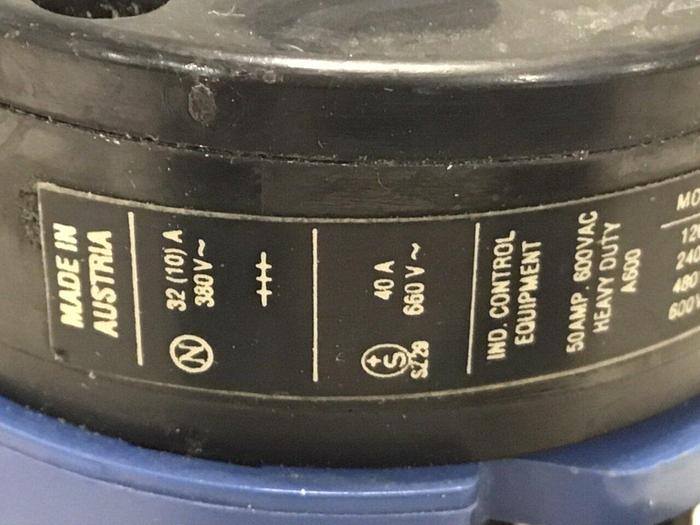 MADE IN
AUSTRIA
32 (10) A
380 V ~
N
40 A
660 V ~
+
S
SZ29
IND. CONTROL
EQUIPMENT
50AMP. 600VAC
HEAVY DUTY
A600
MO
120
240
480
600